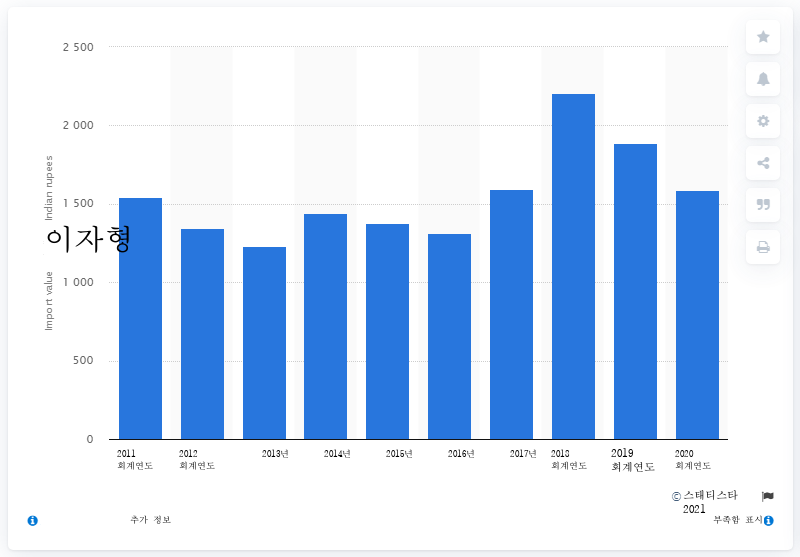 2 500
2 000
1 500
1 000
500
0
Import value
이자형
Indian rupees
2011
회계연도
2012
회계연도
2013년
2014년
2015년
2016년
2017년
2018
회계연도
2019
회계연도
2020
회계연도
© 스태티스타
2021
추가 정보
부족함 표시